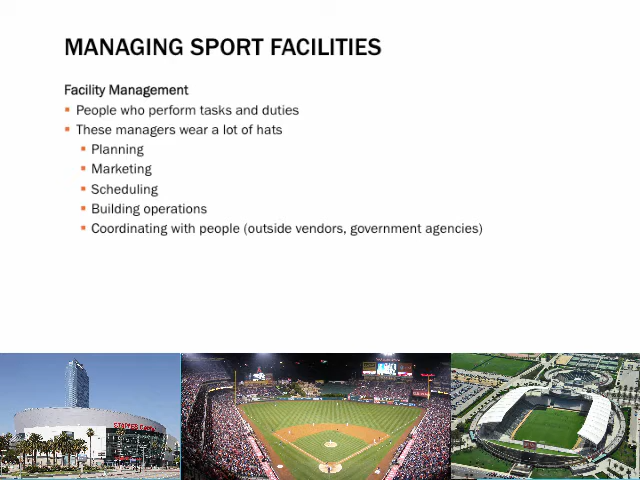 MANAGING SPORT FACILITIES
Facility Management
People who perform tasks and duties
These managers wear a lot of hats
Planning
Marketing
Scheduling
Building operations
Coordinating with people (outside vendors, government agencies)
STAPLES Center